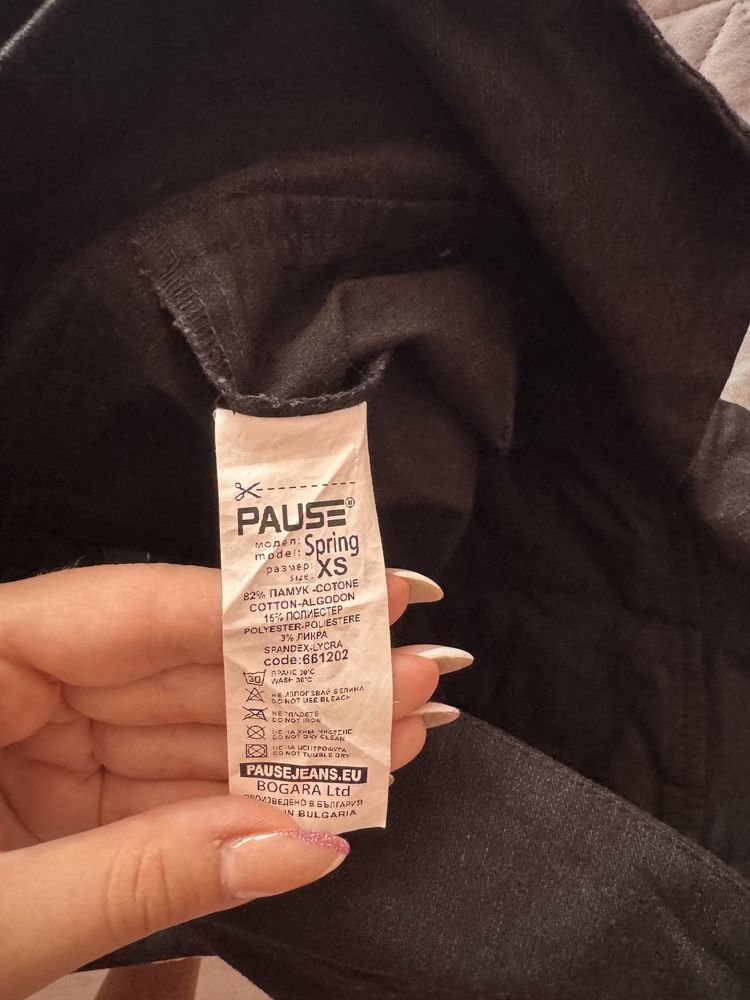 PAUSE®
модел:
model: Spring
размер:
size: XS
82% ПАМУК -COTONE
COTTON-ALGODON
15% ПОЛИЕСТЕР
POLYESTER-POLIESTERE
3% ЛИКРА
SPANDEX-LYCRA
code:661202
30 ПРАНЕ 30°C
WASH 30°C
НЕ ИЗПОЛЗВАЙ БЕЛИНА
DO NOT USE BLEACH
НЕ ГЛАДЕТЕ
DO NOT IRON
НЕ НА ХИМ. ЧИСТЕНЕ
DO NOT DRY CLEAN
НЕ НА ЦЕНТРОФУГА
DO NOT TUMBLE DRY
PAUSEJEANS.EU
BOGARA Ltd
ПРОИЗВЕДЕНО В БЪЛГАРИЯ
IN BULGARIA